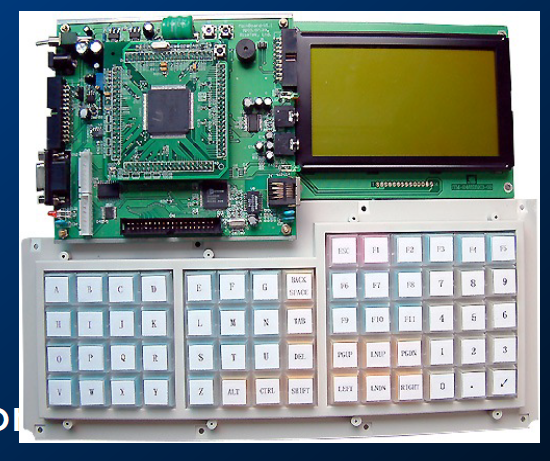 ESC F1 F2 F3 F4 F5
F6 F7 F8 7 8 9
F9 F10 F11 4 5 6
PGUP LNUP PGDN 1 2 3
LEFT LNDN RIGHT 0 . ✓
A B C D
H I J K
O P Q R
V W X Y
E F G BACK
SPACE
L M N TAB
S T U DEL
Z ALT CTRL SHIFT